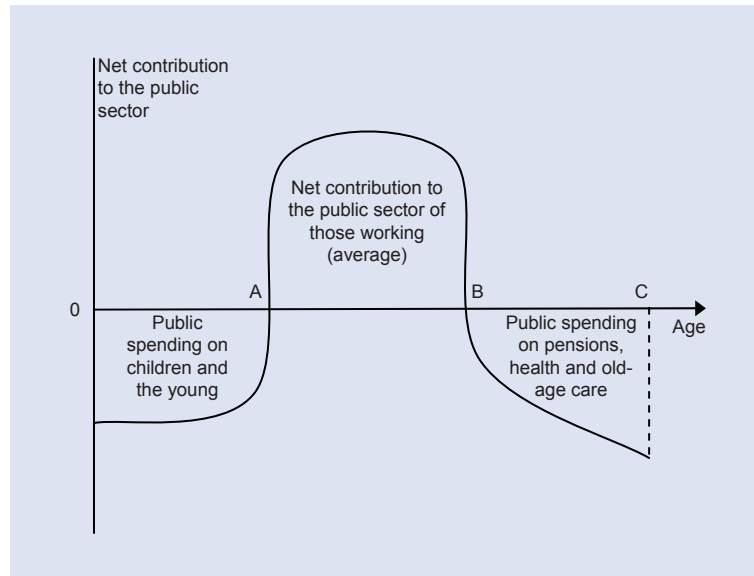 Net contribution
to the public
sector
Net contribution to
the public sector of
those working
(average)
A
B
C
0
Age
Public
spending on
children and
the young
Public spending
on pensions,
health and old-
age care